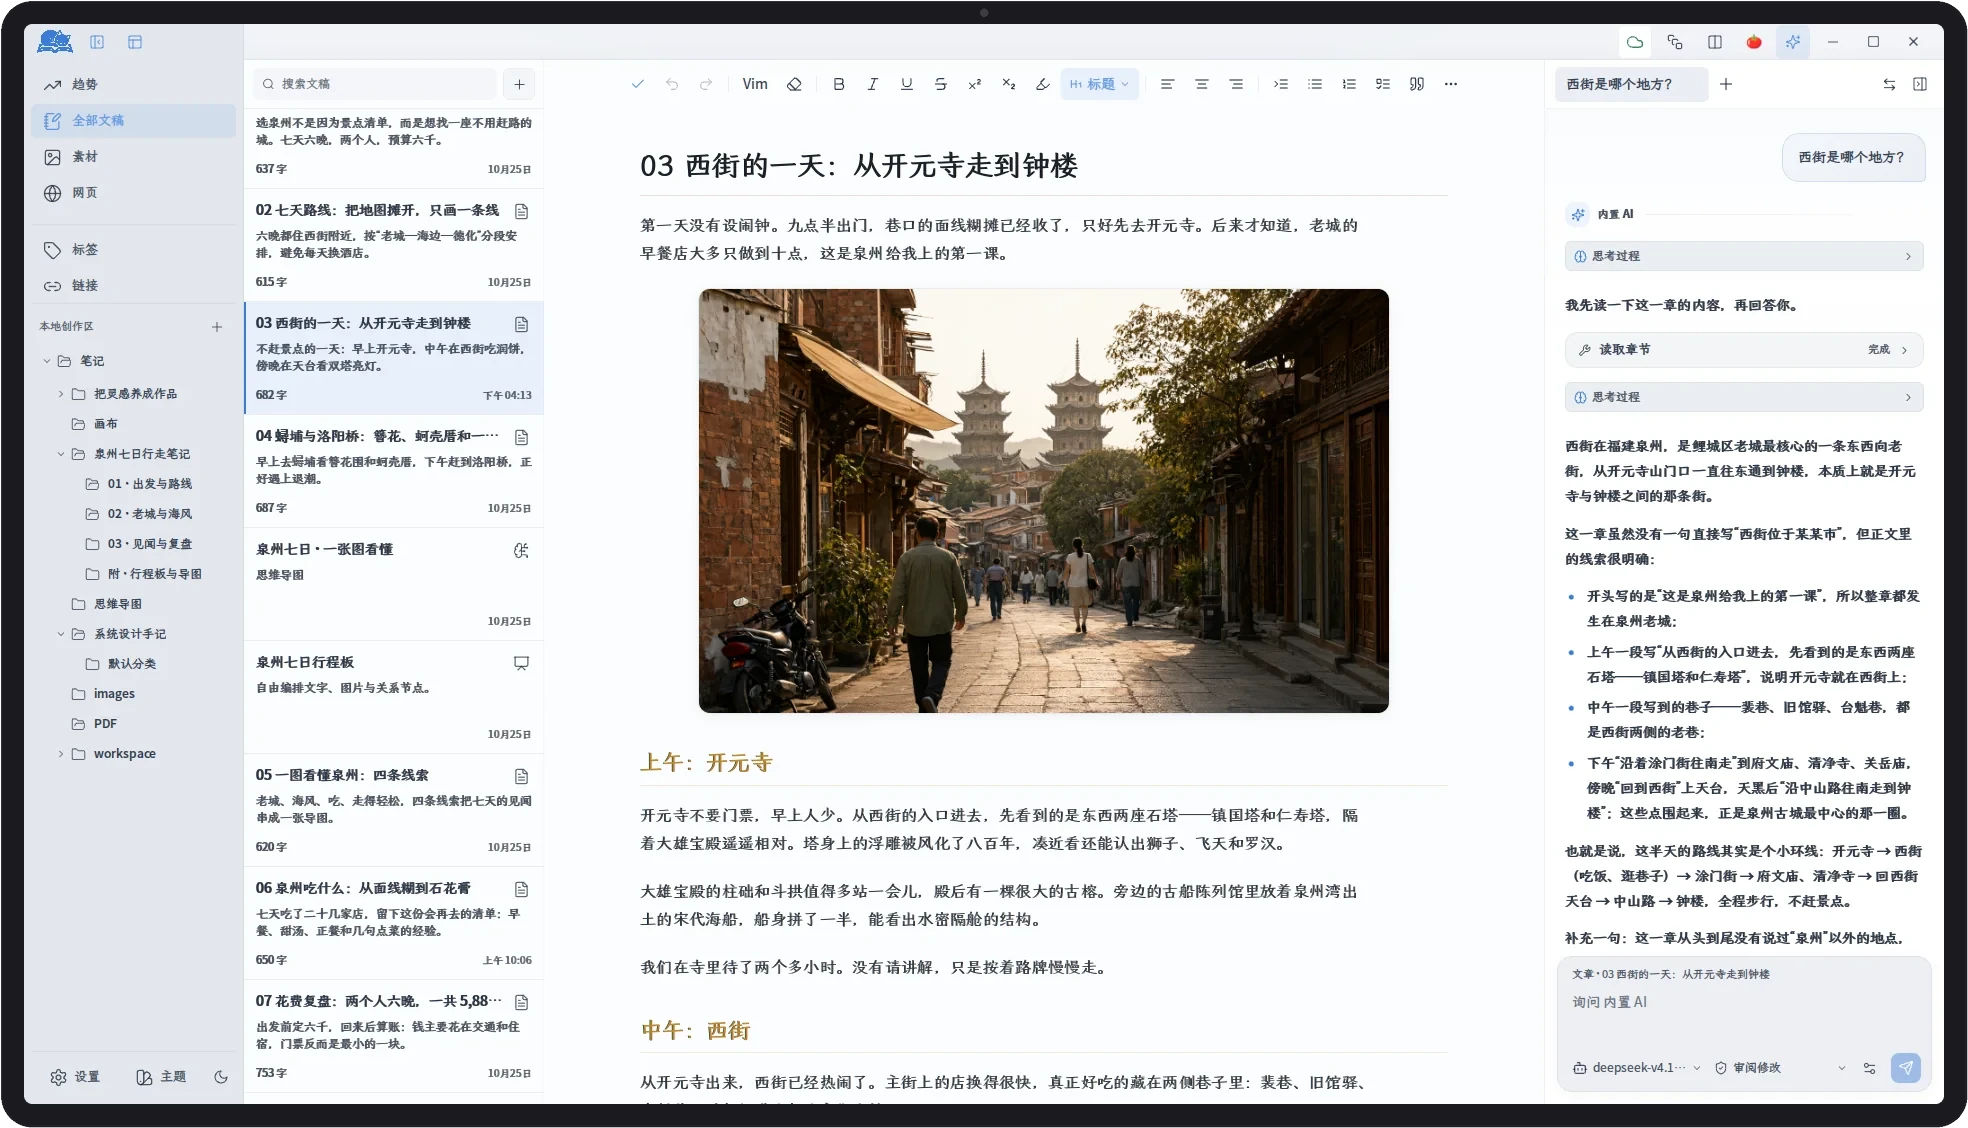 趋势
全部文稿
素材
网页
标签
链接
本地创作区
笔记
把灵感养成作品
画布
泉州七日行走笔记
01·出发与路线
02·老城与海风
03·见闻与复盘
附·行程板与导图
思维导图
系统设计手记
默认分类
images
PDF
workspace
设置
主题
搜索文稿
选泉州不是因为景点清单，而是想找一座不用赶路的
城。七天六晚，两个人，预算六千。
637字
10月25日
02 七天路线：把地图摊开，只画一条线
六晚都住西街附近，按“老城—海边—德化”分段安
排，避免每天换酒店。
615字
10月25日
03 西街的一天：从开元寺走到钟楼
不赶景点的一天：早上开元寺，中午在西街吃润饼，
傍晚在天台看双塔亮灯。
682字
下午04:13
04 蟳埔与洛阳桥：簪花、蚵壳厝和一···
早上去蟳埔看簪花围和蚵壳厝，下午赶到洛阳桥，正
好遇上退潮。
687字
10月25日
泉州七日·一张图看懂
思维导图
10月25日
泉州七日行程板
自由编排文字、图片与关系节点。
10月25日
05 一图看懂泉州：四条线索
老城、海风、吃、走得轻松，四条线索把七天的见闻
串成一张导图。
620字
10月25日
06 泉州吃什么：从面线糊到石花膏
七天吃了二十几家店，留下这份会再去的清单：早
餐、甜汤、正餐和几句点菜的经验。
650字
上午10:06
07 花费复盘：两个人六晚，一共 5,88···
出发前定六千，回来后算账：钱主要花在交通和住
宿，门票反而是最小的一块。
753字
10月25日
Vim
H1 标题
03 西街的一天：从开元寺走到钟楼
第一天没有设闹钟。九点半出门，巷口的面线糊摊已经收了，只好先去开元寺。后来才知道，老城的
早餐店大多只做到十点，这是泉州给我上的第一课。
上午：开元寺
开元寺不要门票，早上人少。从西街的入口进去，先看到的是东西两座石塔——镇国塔和仁寿塔，隔
着大雄宝殿遥遥相对。塔身上的浮雕被风化了八百年，凑近看还能认出狮子、飞天和罗汉。
大雄宝殿的柱础和斗拱值得多站一会儿，殿后有一棵很大的古榕。旁边的古船陈列馆里放着泉州湾出
土的宋代海船，船身拼了一半，能看出水密隔舱的结构。
我们在寺里待了两个多小时。没有请讲解，只是按着路牌慢慢走。
中午：西街
从开元寺出来，西街已经热闹了。主街上的店换得很快，真正好吃的藏在两侧巷子里：裴巷、旧馆驿、
西街是哪个地方？
西街是哪个地方？
内置 AI
思考过程
我先读一下这一章的内容，再回答你。
读取章节
完成
思考过程
西街在福建泉州，是鲤城区老城最核心的一条东西向老
街，从开元寺山门口一直往东通到钟楼，本质上就是开元
寺与钟楼之间的那条街。
这一章虽然没有一句直接写“西街位于某某市”，但正文里
的线索很明确：
开头写的是“这是泉州给我上的第一课”，所以整章都发
生在泉州老城；
上午一段写“从西街的入口进去，先看到的是东西两座
石塔——镇国塔和仁寿塔”，说明开元寺就在西街上；
中午一段写到的巷子——裴巷、旧馆驿、台魁巷，都
是西街两侧的老巷；
下午“沿着涂门街往南走”到府文庙、清净寺、关岳庙，
傍晚“回到西街”上天台，天黑后“沿中山路往南走到钟
楼”；这些点围起来，正是泉州古城最中心的那一圈。
也就是说，这半天的路线其实是个小环线：开元寺 → 西街
（吃饭、逛巷子）→ 涂门街 → 府文庙、清净寺 → 回西街
天台 → 中山路 → 钟楼，全程步行，不赶景点。
补充一句：这一章从头到尾没有说过“泉州”以外的地点，
文章·03 西街的一天：从开元寺走到钟楼
询问 内置 AI
deepseek-v4.1···
审阅修改